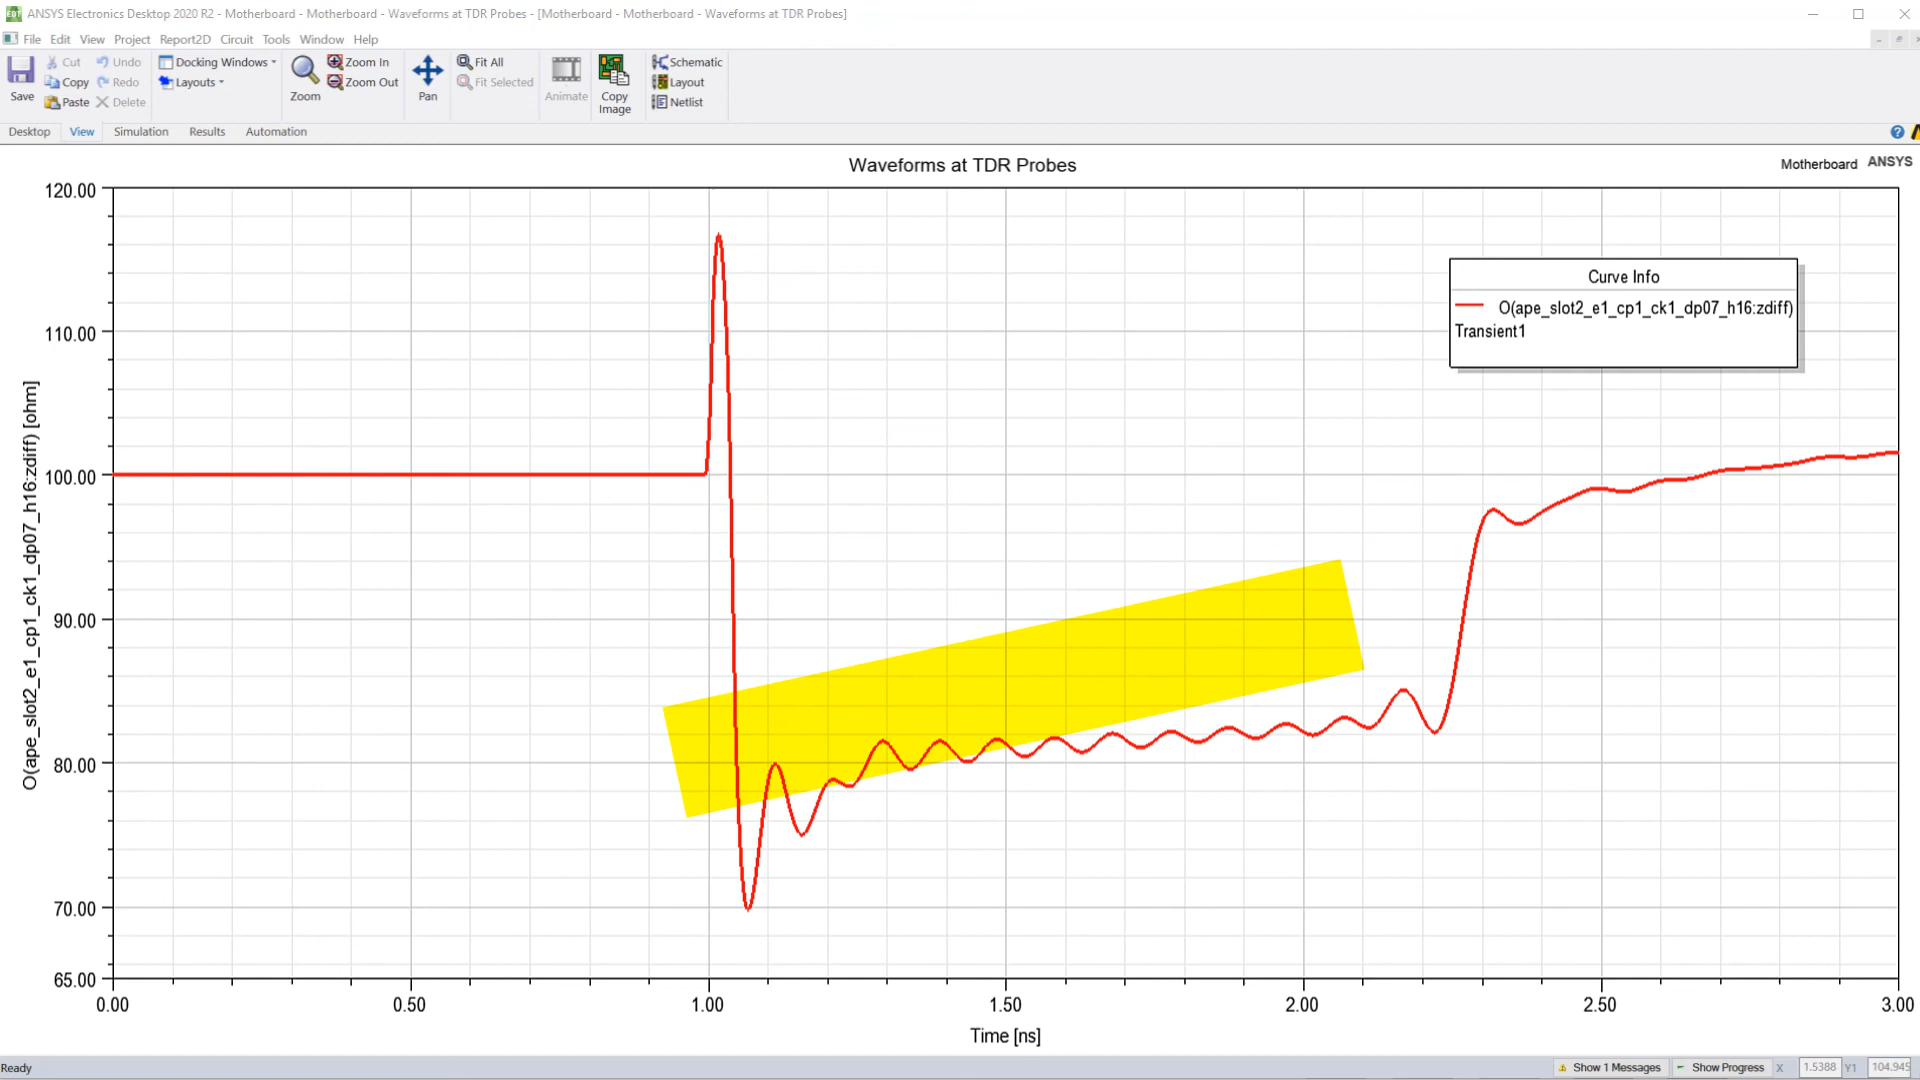 EDT ANSYS Electronics Desktop 2020 R2 - Motherboard - Motherboard - Waveforms at TDR Probes - [Motherboard - Motherboard - Waveforms at TDR Probes]
File Edit View Project Report2D Circuit Tools Window Help
Save Cut Copy Paste Undo Redo Delete Docking Windows Layouts Zoom Zoom In Zoom Out Pan Fit All Fit Selected Animate Copy Image Schematic Layout Netlist
Desktop View Simulation Results Automation
Waveforms at TDR Probes
Motherboard ANSYS
120.00
110.00
100.00
90.00
80.00
70.00
65.00
O(ape_slot2_e1_cp1_ck1_dp07_h16:zdiff) [ohm]
Curve Info
O(ape_slot2_e1_cp1_ck1_dp07_h16:zdiff)
Transient1
0.00 0.50 1.00 1.50 2.00 2.50 3.00
Time [ns]
Ready Show 1 Messages Show Progress X 1.5388 Y1 104.945